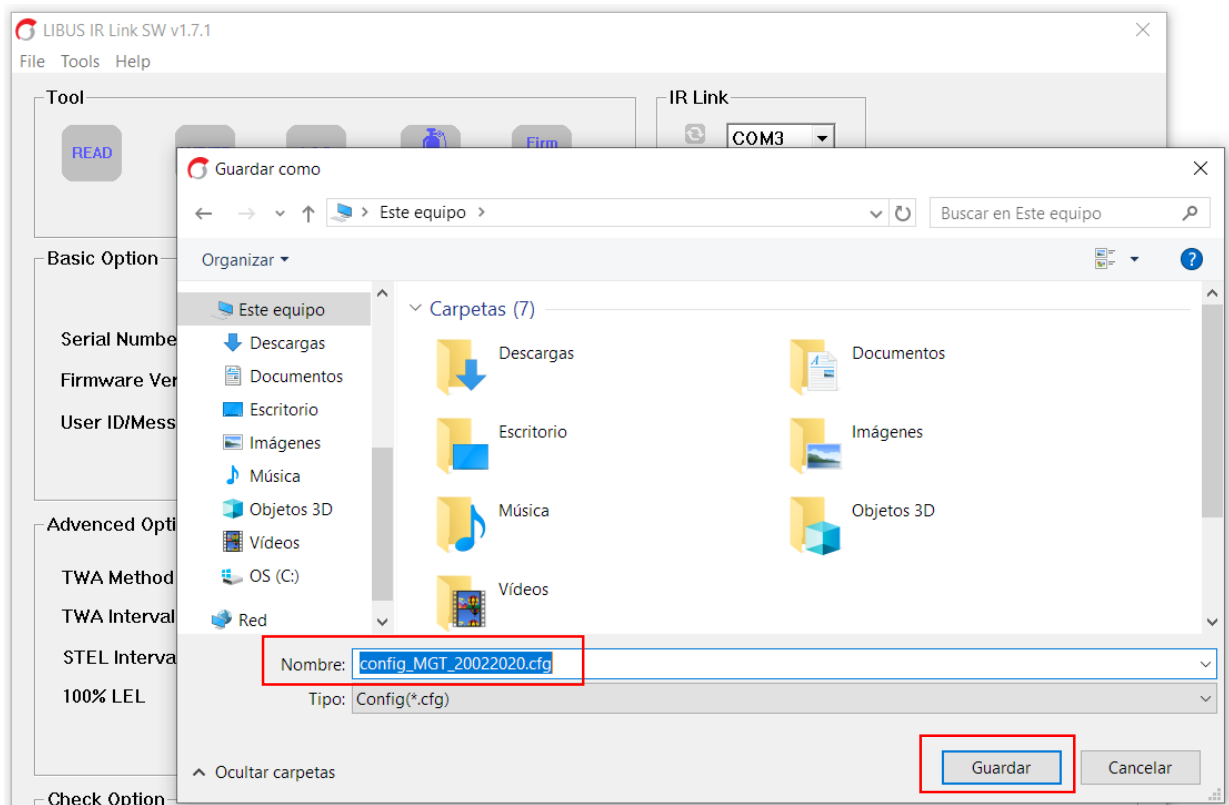 LIBUS IR Link SW v1.7.1
File Tools Help
Tool
IR Link
READ
Firm
COM3
Guardar como
Este equipo
Buscar en Este equipo
Organizar
Basic Option
Serial Numbe
Firmware Ver
User ID/Mess
Advenced Opti
TWA Method
TWA Interval
STEL Interva
100% LEL
Check Option
Este equipo
Descargas
Documentos
Escritorio
Imágenes
Música
Objetos 3D
Vídeos
OS (C:)
Red
Carpetas (7)
Descargas
Documentos
Escritorio
Imágenes
Música
Objetos 3D
Vídeos
Nombre: config_MGT_20022020.cfg
Tipo: Config(*.cfg)
Ocultar carpetas
Guardar
Cancelar